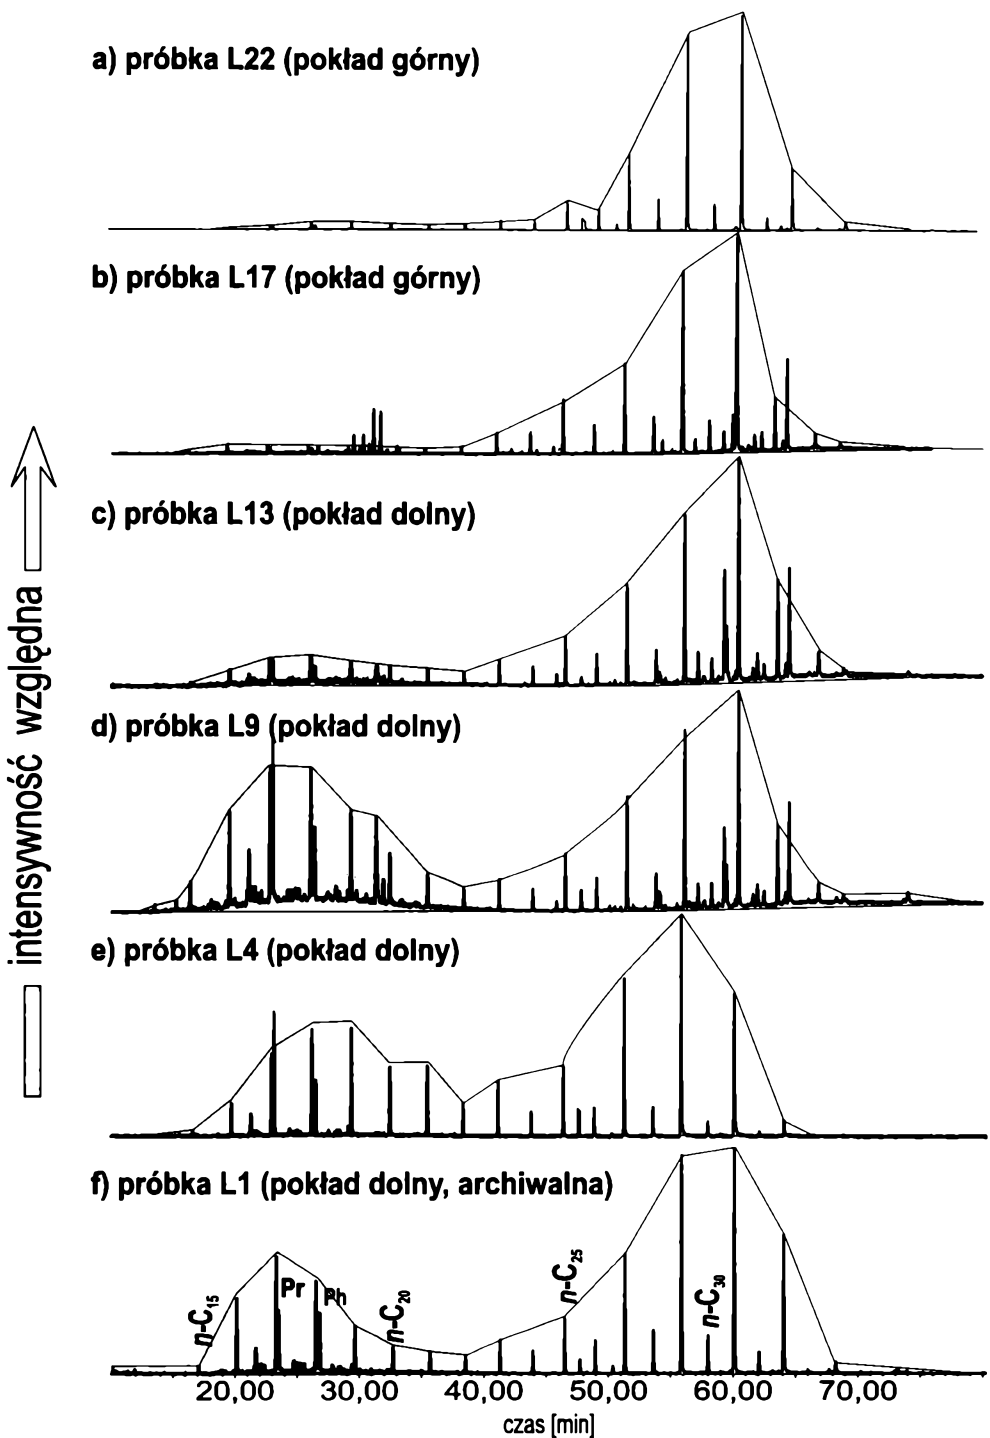 a) próbka L22 (pokład górny)
b) próbka L17 (pokład górny)
c) próbka L13 (pokład dolny)
d) próbka L9 (pokład dolny)
e) próbka L4 (pokład dolny)
f) próbka L1 (pokład dolny, archiwalna)
intensywność względna
n-C₁₅
Pr
Ph
n-C₂₀
n-C₂₅
n-C₃₀
20,00 30,00 40,00 50,00 60,00 70,00
czas [min]